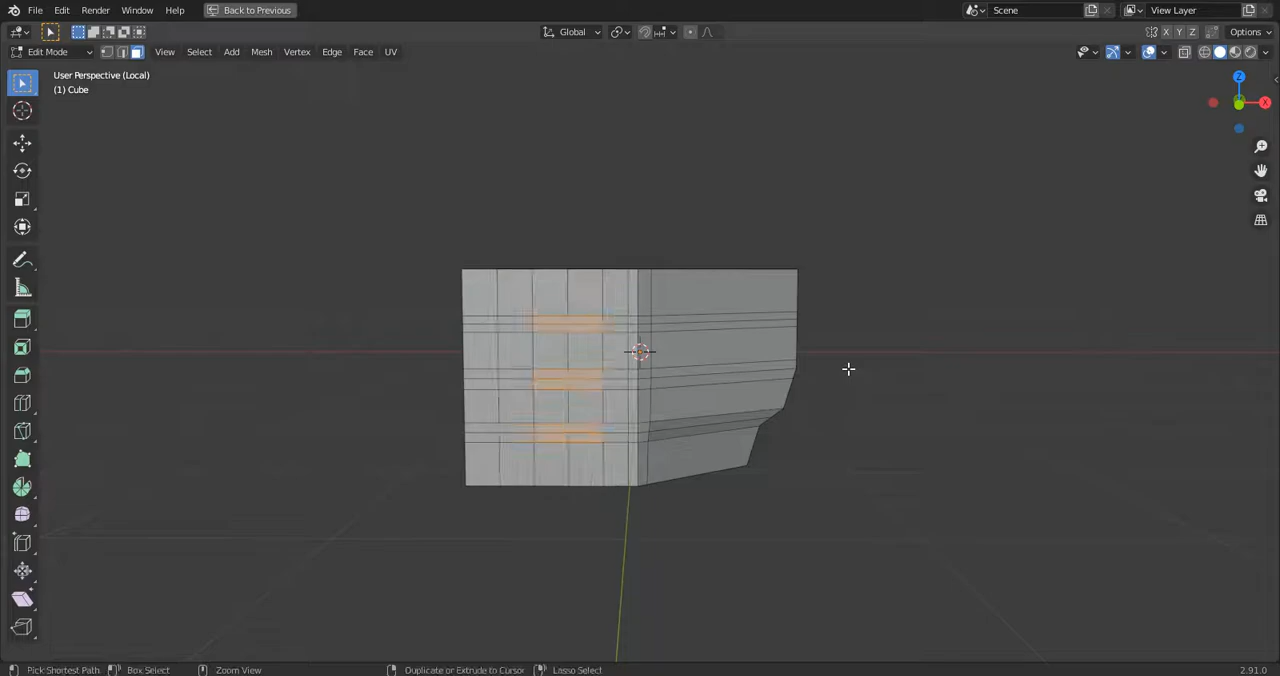 File Edit Render Window Help Back to Previous Scene View Layer
Global Options
Edit Mode View Select Add Mesh Vertex Edge Face UV
X Y Z
User Perspective (Local)
(1) Cube
Z
X
Pick Shortest Path Box Select Zoom View Duplicate or Extrude to Cursor Lasso Select 2.91.0